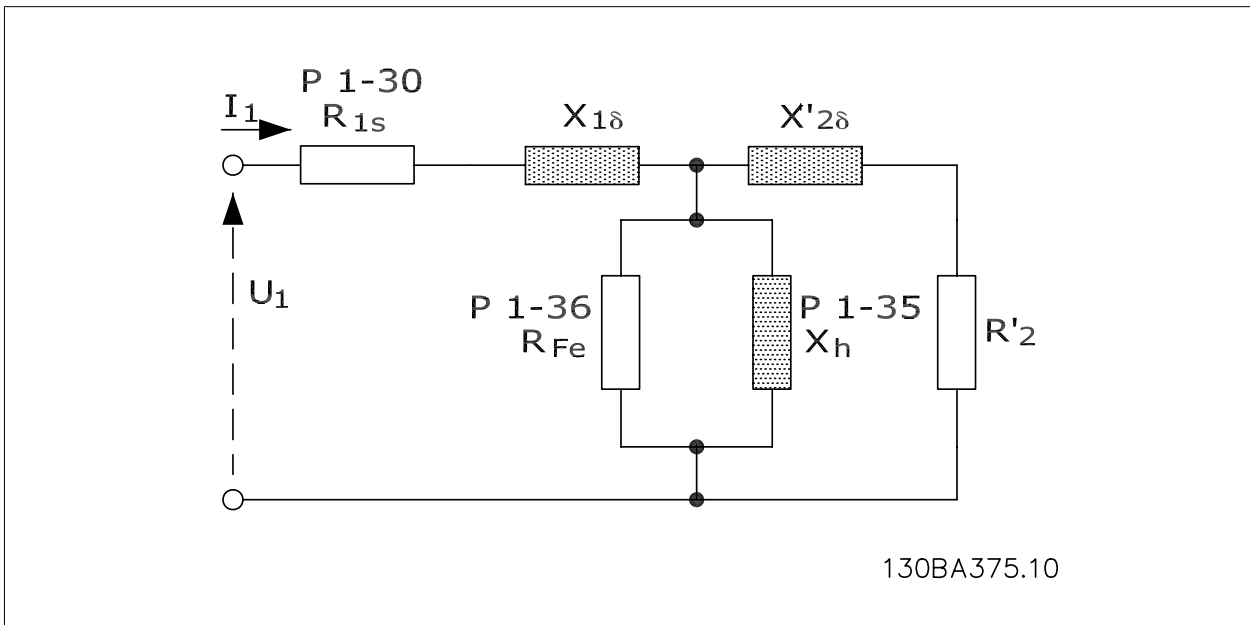 P 1-30
I1
R1s
X1δ
X'2δ
U1
P 1-36
RFe
P 1-35
Xh
R'2
130BA375.10